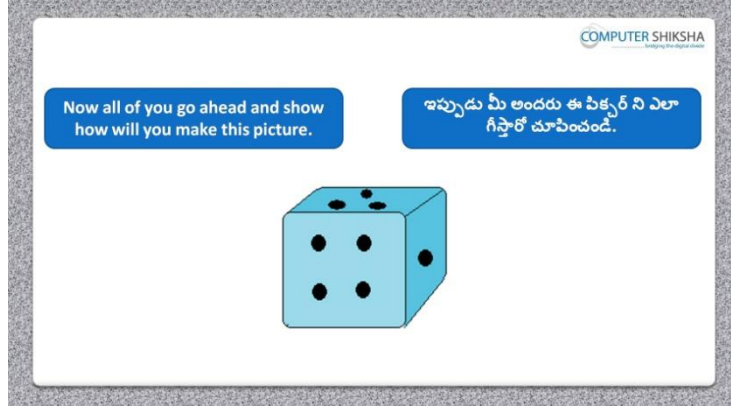 COMPUTER SHIKSHA
bridging the digital divide
Now all of you go ahead and show
how will you make this picture.
ఇప్పుడు మీ అందరు ఈ పిక్చర్ ని ఎలా
గీస్తారో చూపించండి.